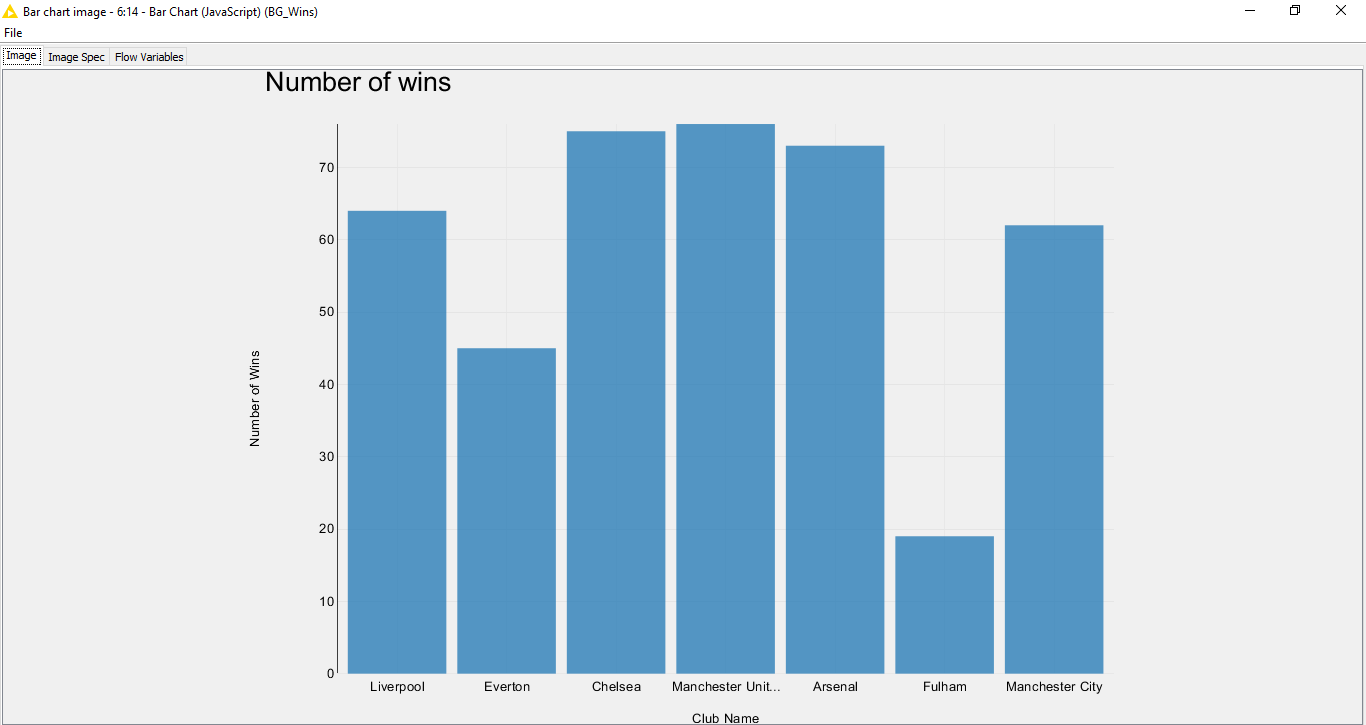 Bar chart image - 6:14 - Bar Chart (JavaScript) (BG_Wins)
File
Image Image Spec Flow Variables
Number of wins
70
60
50
40
30
20
10
0
Number of Wins
Liverpool Everton Chelsea Manchester Unit... Arsenal Fulham Manchester City
Club Name